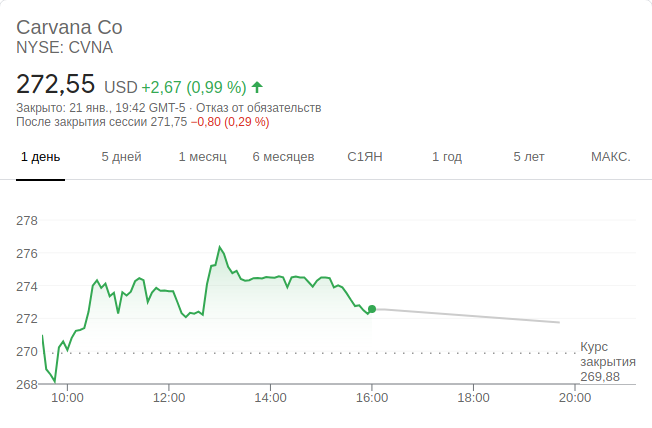 Carvana Co
NYSE: CVNA
272,55 USD +2,67 (0,99 %)
Закрыто: 21 янв., 19:42 GMT-5 · Отказ от обязательств
После закрытия сессии 271,75 −0,80 (0,29 %)
1 день 5 дней 1 месяц 6 месяцев С1ЯН 1 год 5 лет МАКС.
278
276
274
272
270
268
Курс
закрытия
269,88
10:00 12:00 14:00 16:00 18:00 20:00